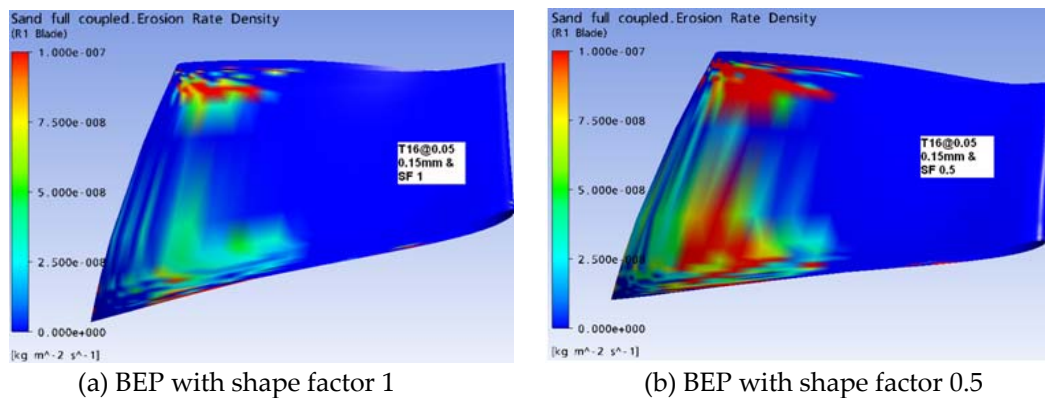 Sand full coupled.Erosion Rate Density
(R1 Blade)
1.000e-007
7.500e-008
5.000e-008
2.500e-008
0.000e+000
[kg m^-2 s^-1]
T16@0.05
0.15mm &
SF 1
(a) BEP with shape factor 1
Sand full coupled.Erosion Rate Density
(R1 Blade)
1.000e-007
7.500e-008
5.000e-008
2.500e-008
0.000e+000
[kg m^-2 s^-1]
T16@0.05
0.15mm &
SF 0.5
(b) BEP with shape factor 0.5